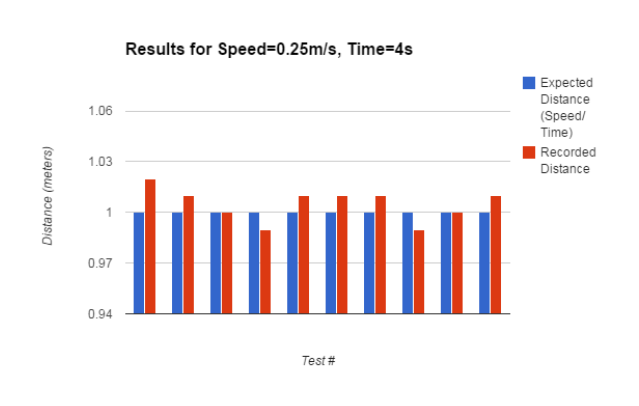 Results for Speed=0.25m/s, Time=4s
Expected
Distance
(Speed/
Time)
Recorded
Distance
1.06
1.03
1
0.97
0.94
Distance (meters)
Test #